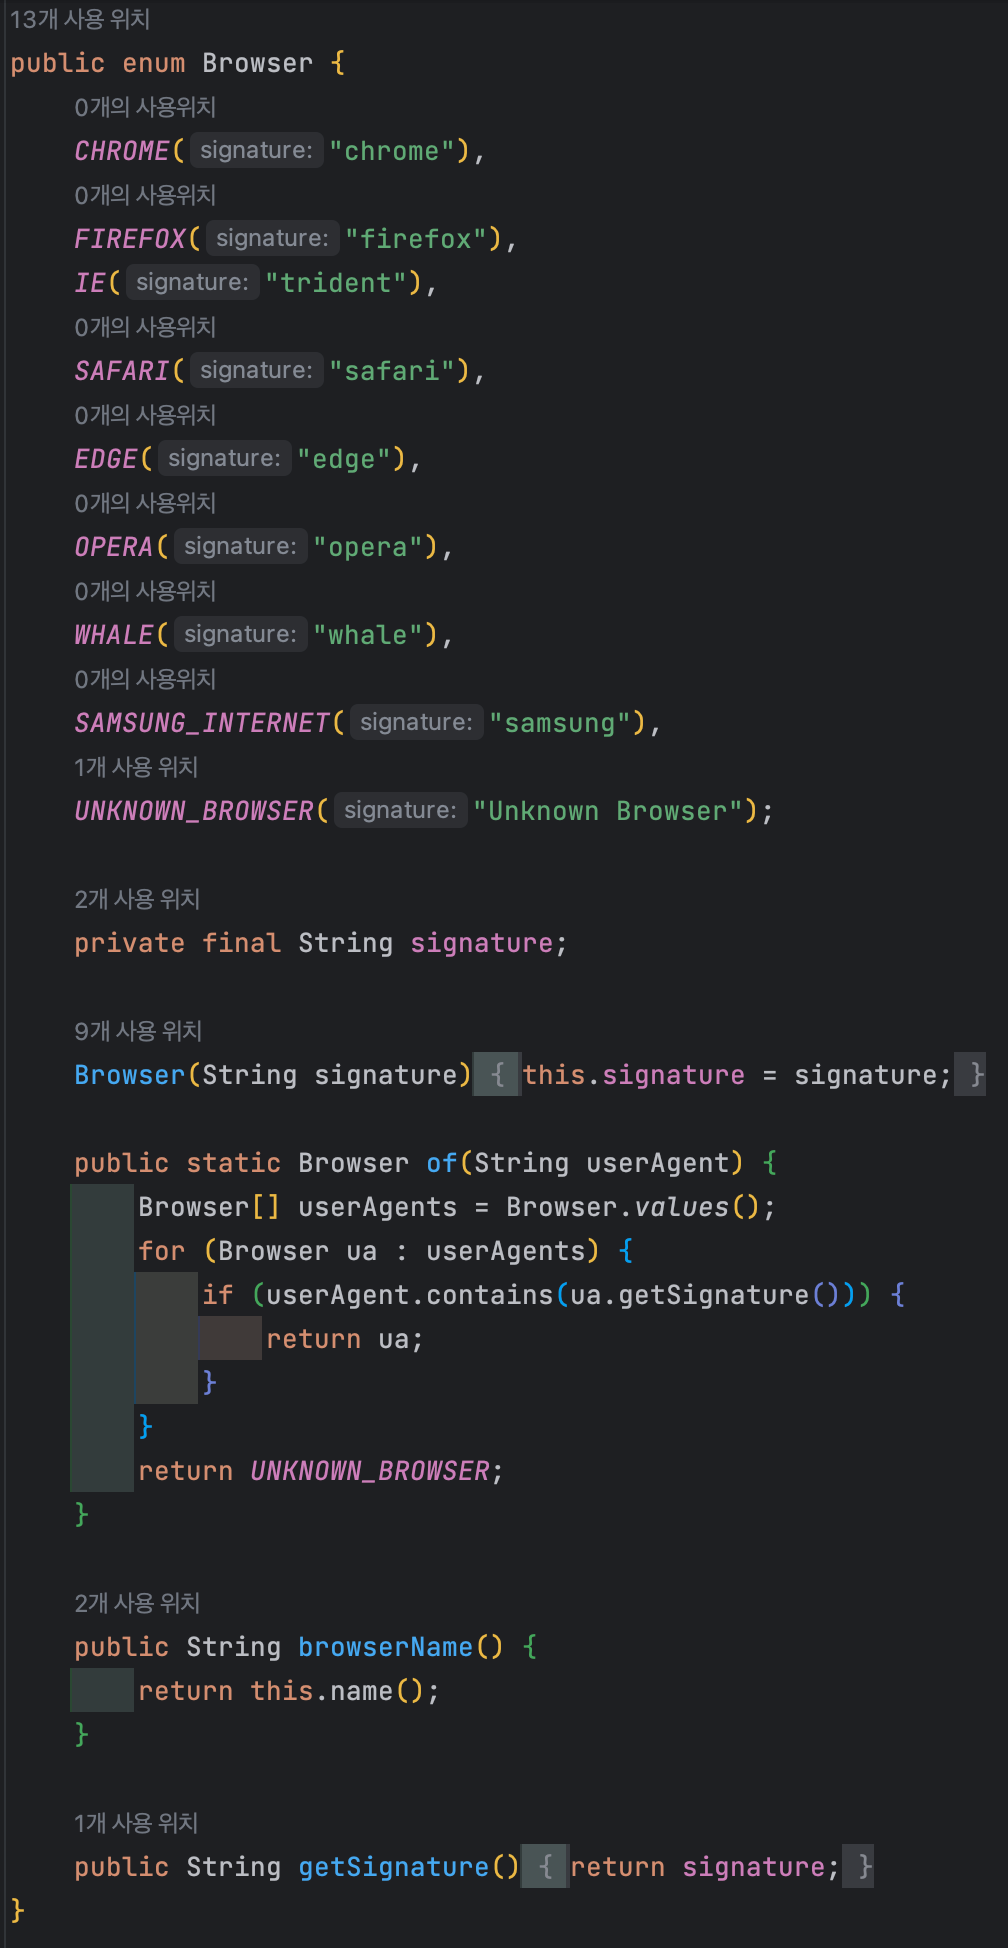 13개 사용 위치
public enum Browser {
0개의 사용위치
CHROME( signature: "chrome"),
0개의 사용위치
FIREFOX( signature: "firefox"),
IE( signature: "trident"),
0개의 사용위치
SAFARI( signature: "safari"),
0개의 사용위치
EDGE( signature: "edge"),
0개의 사용위치
OPERA( signature: "opera"),
0개의 사용위치
WHALE( signature: "whale"),
0개의 사용위치
SAMSUNG_INTERNET( signature: "samsung"),
1개 사용 위치
UNKNOWN_BROWSER( signature: "Unknown Browser");
2개 사용 위치
private final String signature;
9개 사용 위치
Browser(String signature) { this.signature = signature; }
public static Browser of(String userAgent) {
Browser[] userAgents = Browser.values();
for (Browser ua : userAgents) {
if (userAgent.contains(ua.getSignature())) {
return ua;
}
}
return UNKNOWN_BROWSER;
}
2개 사용 위치
public String browserName() {
return this.name();
}
1개 사용 위치
public String getSignature() { return signature; }
}